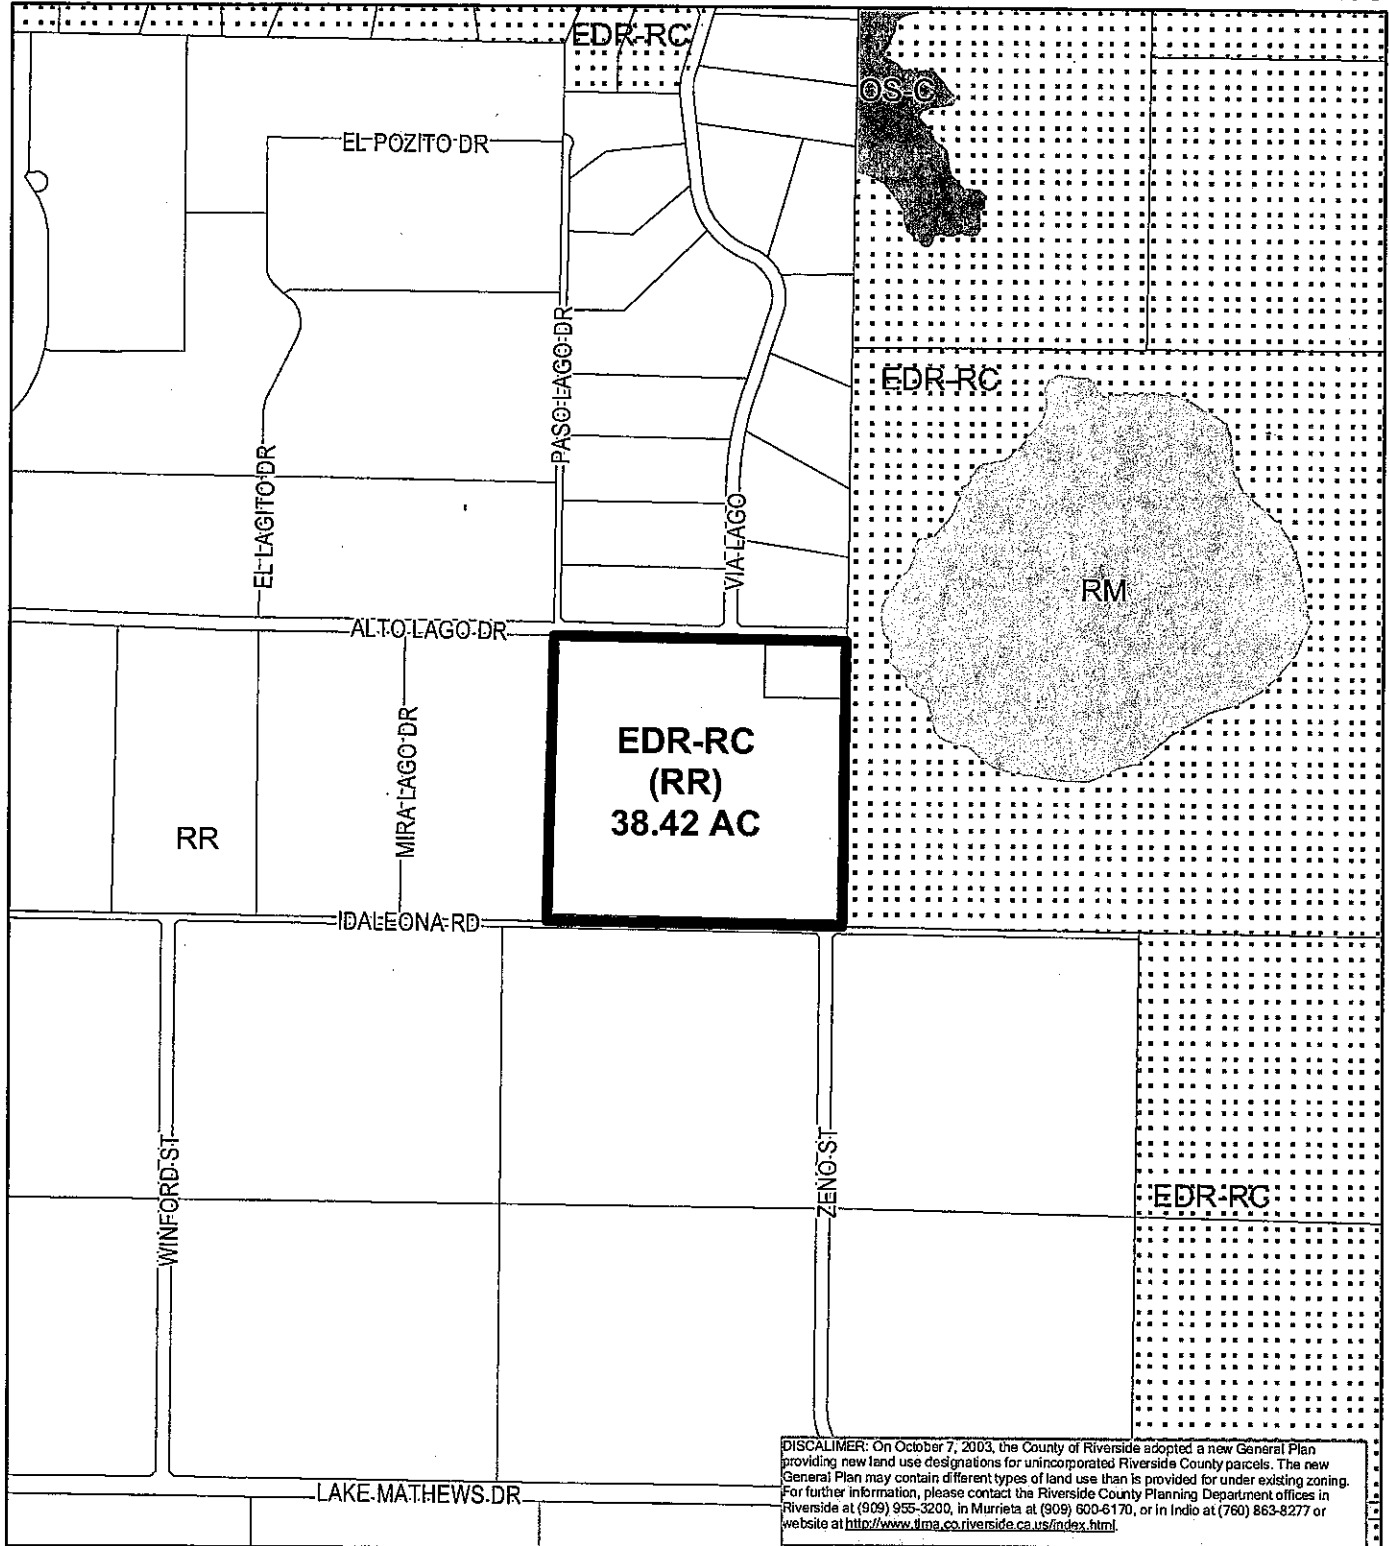 EDR-RC
OS-C
EL POZITO DR
EDR-RC
PASO LAGO DR
EL LAGITO DR
VIA LAGO
RM
ALTO LAGO DR
MIRA LAGO DR
EDR-RC
(RR)
38.42 AC
RR
IDALEONA RD
WINFORD ST
ZENO ST
EDR-RC
LAKE MATHEWS DR
DISCALIMER: On October 7, 2003, the County of Riverside adopted a new General Plan
providing new land use designations for unincorporated Riverside County parcels. The new
General Plan may contain different types of land use than is provided for under existing zoning.
For further information, please contact the Riverside County Planning Department offices in
Riverside at (909) 955-3200, in Murrieta at (909) 600-6170, or in Indio at (760) 863-8277 or
website at http://www.tlma.co.riverside.ca.us/index.html.